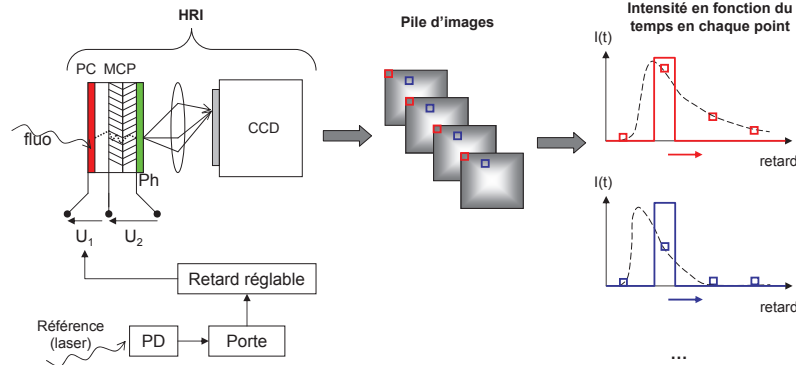 HRI
PC MCP
fluo
CCD
Ph
U1
U2
Retard réglable
Référence
(laser)
PD
Porte
Pile d'images
Intensité en fonction du
temps en chaque point
I(t)
retard
I(t)
retard
...